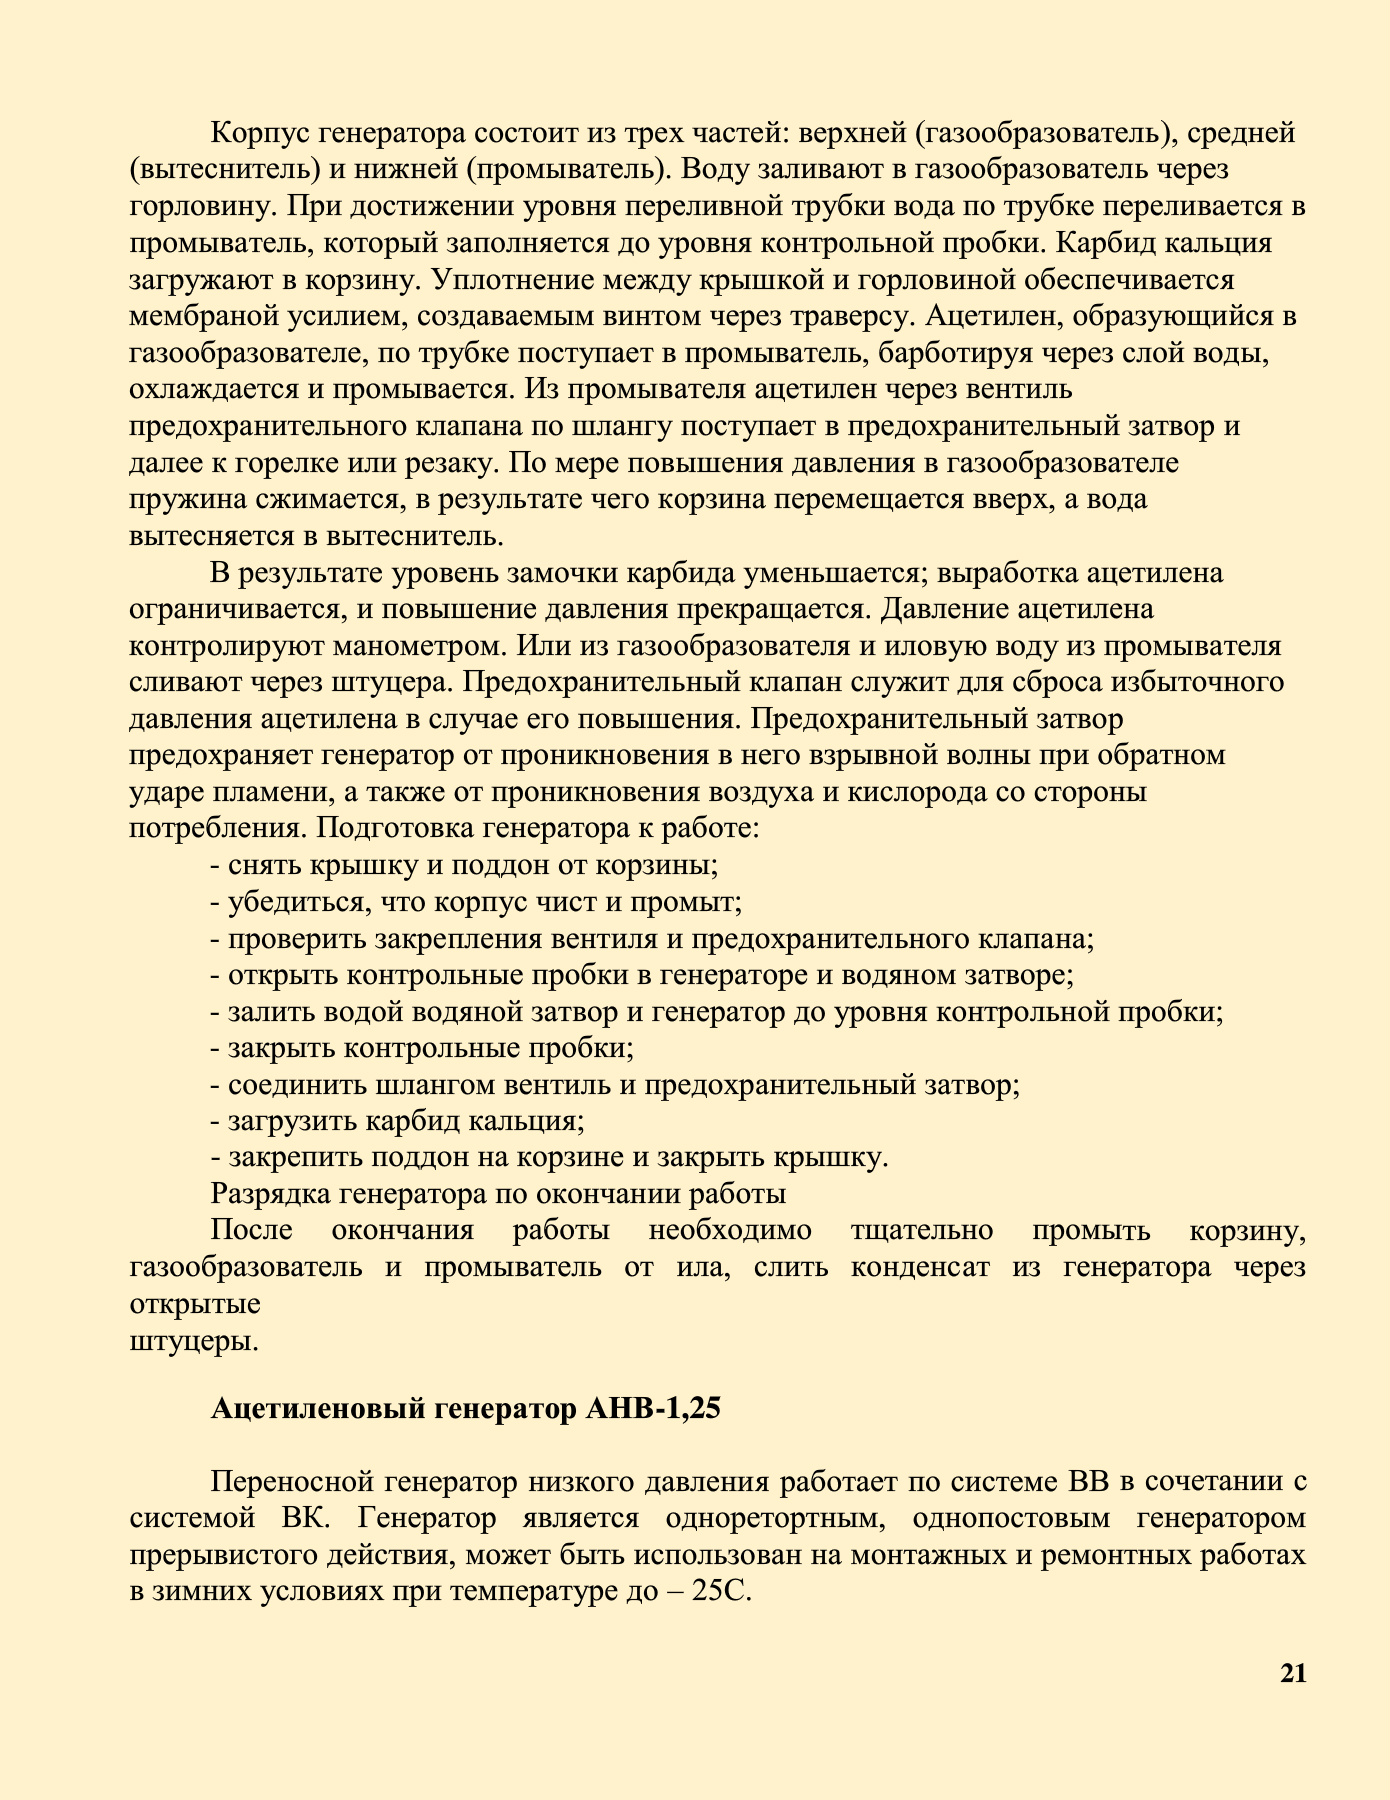 Корпус генератора состоит из трех частей: верхней (газообразователь), средней
(вытеснитель) и нижней (промыватель). Воду заливают в газообразователь через
горловину. При достижении уровня переливной трубки вода по трубке переливается в
промыватель, который заполняется до уровня контрольной пробки. Карбид кальция
загружают в корзину. Уплотнение между крышкой и горловиной обеспечивается
мембраной усилием, создаваемым винтом через траверсу. Ацетилен, образующийся в
газообразователе, по трубке поступает в промыватель, барботируя через слой воды,
охлаждается и промывается. Из промывателя ацетилен через вентиль
предохранительного клапана по шлангу поступает в предохранительный затвор и
далее к горелке или резаку. По мере повышения давления в газообразователе
пружина сжимается, в результате чего корзина перемещается вверх, а вода
вытесняется в вытеснитель.
В результате уровень замочки карбида уменьшается; выработка ацетилена
ограничивается, и повышение давления прекращается. Давление ацетилена
контролируют манометром. Или из газообразователя и иловую воду из промывателя
сливают через штуцера. Предохранительный клапан служит для сброса избыточного
давления ацетилена в случае его повышения. Предохранительный затвор
предохраняет генератор от проникновения в него взрывной волны при обратном
ударе пламени, а также от проникновения воздуха и кислорода со стороны
потребления. Подготовка генератора к работе:
- снять крышку и поддон от корзины;
- убедиться, что корпус чист и промыт;
- проверить закрепления вентиля и предохранительного клапана;
- открыть контрольные пробки в генераторе и водяном затворе;
- залить водой водяной затвор и генератор до уровня контрольной пробки;
- закрыть контрольные пробки;
- соединить шлангом вентиль и предохранительный затвор;
- загрузить карбид кальция;
- закрепить поддон на корзине и закрыть крышку.
Разрядка генератора по окончании работы
После окончания работы необходимо тщательно промыть корзину,
газообразователь и промыватель от ила, слить конденсат из генератора через
открытые
штуцеры.
Ацетиленовый генератор АНВ-1,25
Переносной генератор низкого давления работает по системе ВВ в сочетании с
системой ВК. Генератор является однорeтортным, однопостовым генератором
прерывистого действия, может быть использован на монтажных и ремонтных работах
в зимних условиях при температуре до – 25С.
21